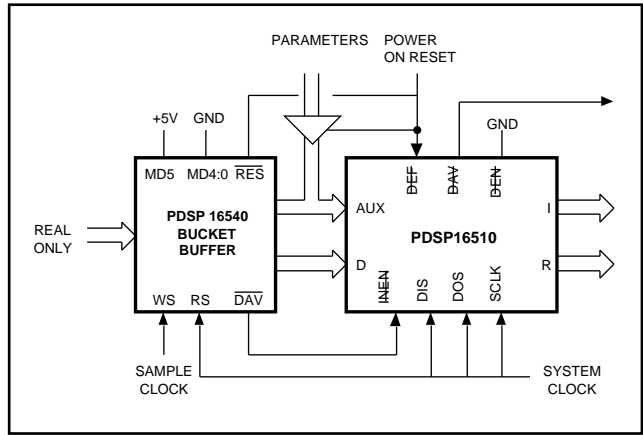 PARAMETERS
POWER
ON RESET
+5V
GND
GND
MD5
MD4:0
RES
DEF
DAV
DEN
REAL
ONLY
PDSP 16540
BUCKET
BUFFER
AUX
D
PDSP16510
I
R
WS
RS
DAV
INEN
DIS
DOS
SCLK
SAMPLE
CLOCK
SYSTEM
CLOCK